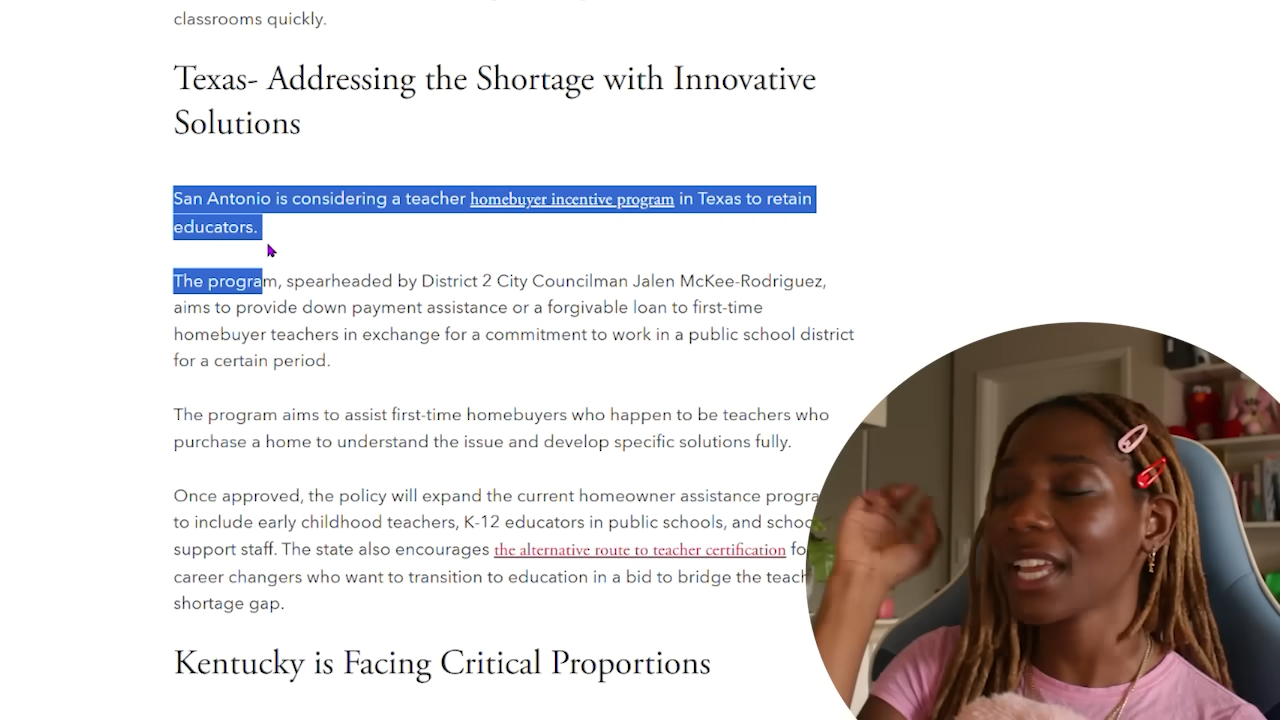 classrooms quickly.
Texas- Addressing the Shortage with Innovative
Solutions
San Antonio is considering a teacher homebuyer incentive program in Texas to retain
educators.
The program, spearheaded by District 2 City Councilman Jalen McKee-Rodriguez,
aims to provide down payment assistance or a forgivable loan to first-time
homebuyer teachers in exchange for a commitment to work in a public school district
for a certain period.
The program aims to assist first-time homebuyers who happen to be teachers who
purchase a home to understand the issue and develop specific solutions fully.
Once approved, the policy will expand the current homeowner assistance
to include early childhood teachers, K-12 educators in public schools, and
support staff. The state also encourages the alternative route to teacher certification
career changers who want to transition to education in a bid to bridge the
shortage gap.
Kentucky is Facing Critical Proportions